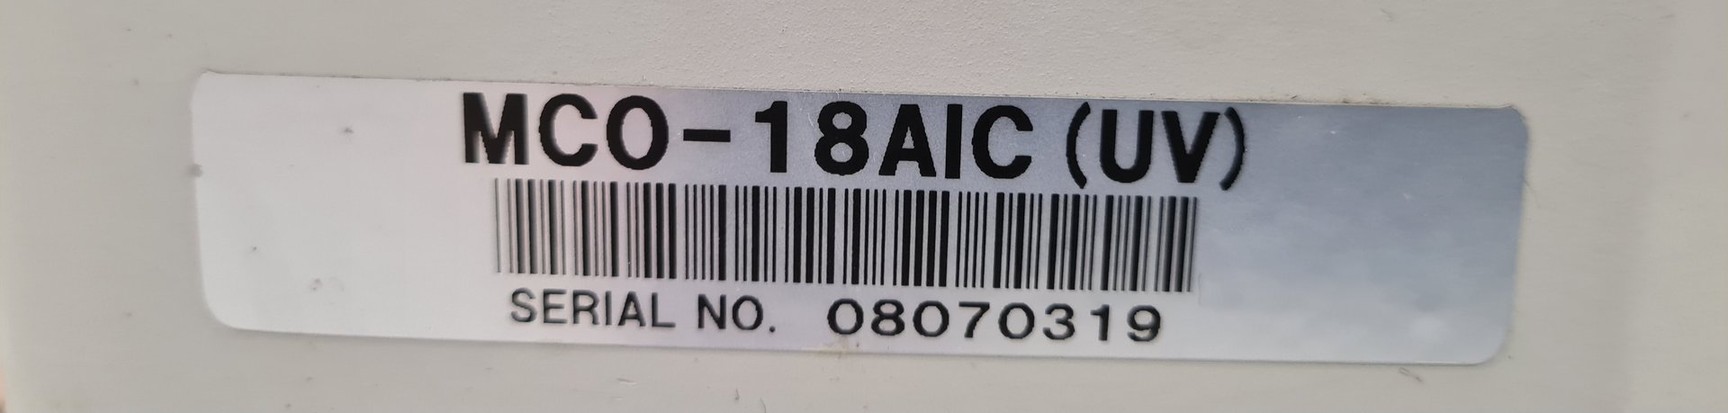 MCO-18AIC (UV)
SERIAL NO. 08070319